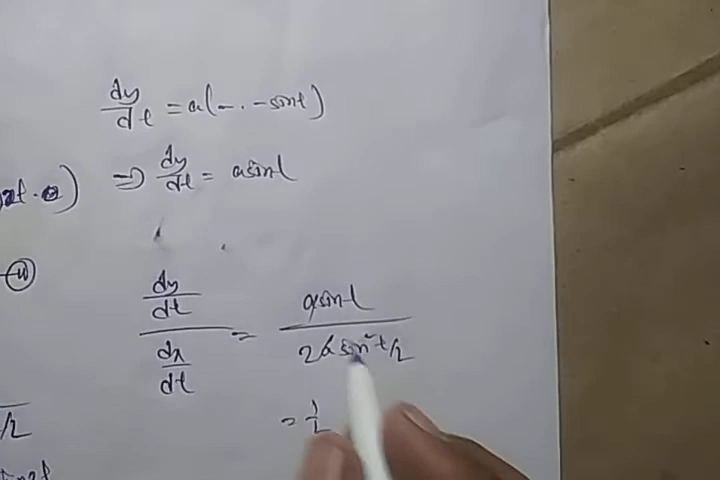 dy/dt = a(-.-sint)
⇒ dy/dt = asint
dy/dt / dx/dt = asint / 2a sin²t/2
= 1/2